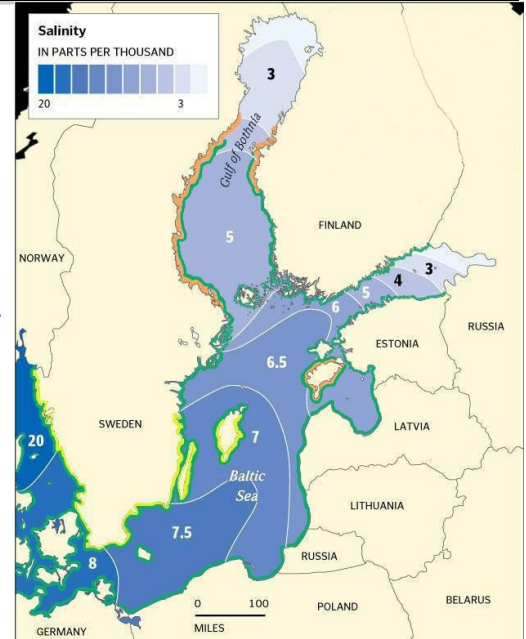 Salinity
IN PARTS PER THOUSAND
20 3
3
Gulf of Bothnia
5
FINLAND
NORWAY
3
4
5
6
RUSSIA
6.5
ESTONIA
SWEDEN
20
7
LATVIA
Baltic
Sea
LITHUANIA
7.5
RUSSIA
8
0 100
MILES
POLAND
BELARUS
GERMANY